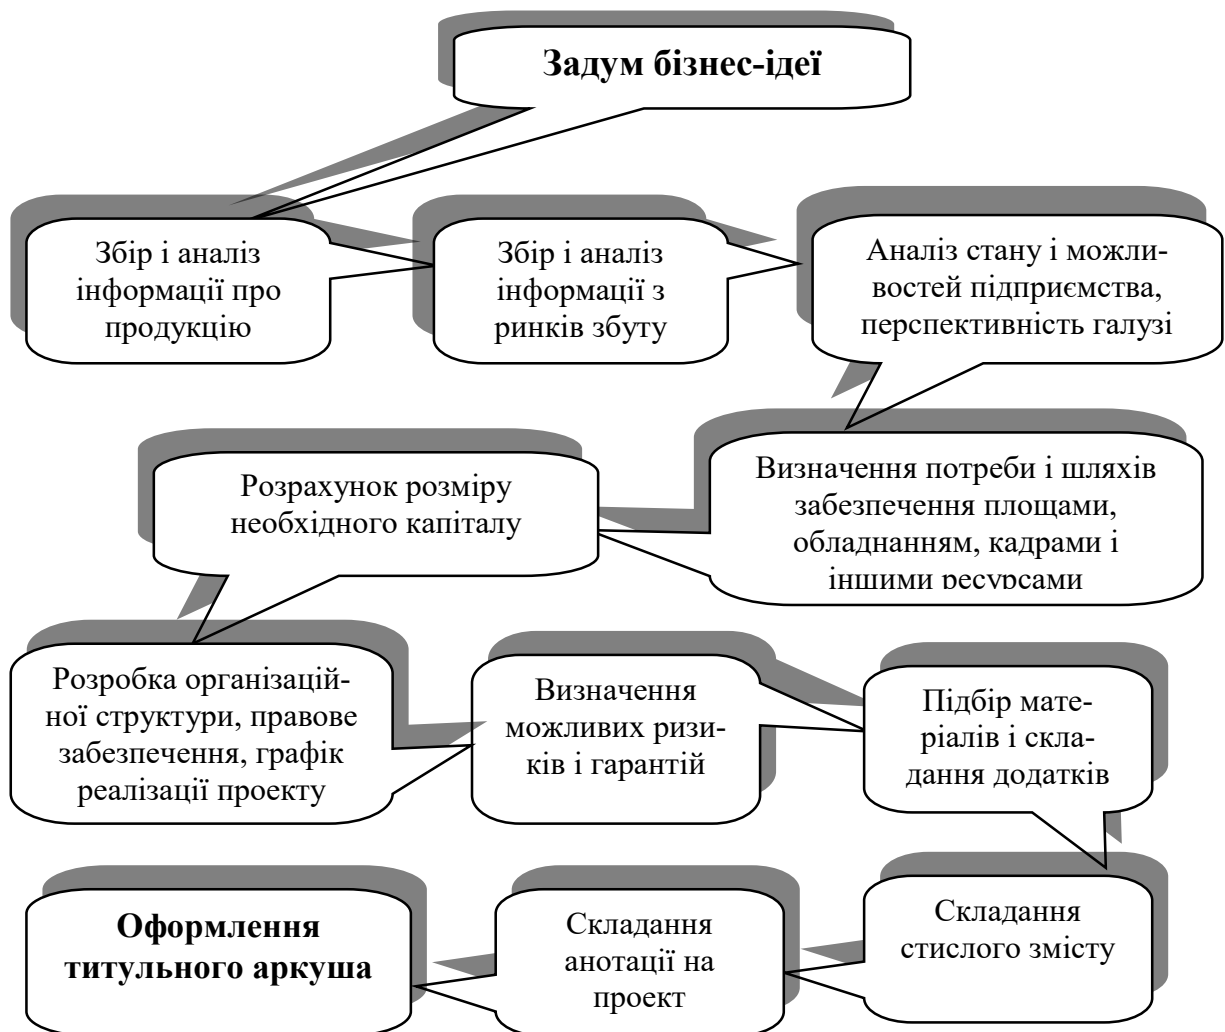 Задум бізнес-ідеї
Збір і аналіз
інформації про
продукцію
Збір і аналіз
інформації з
ринків збуту
Аналіз стану і можли-
востей підприємства,
перспективність галузі
Розрахунок розміру
необхідного капіталу
Визначення потреби і шляхів
забезпечення площами,
обладнанням, кадрами і
іншими ресурсами
Розробка організацій-
ної структури, правове
забезпечення, графік
реалізації проекту
Визначення
можливих ризи-
ків і гарантій
Підбір мате-
ріалів і скла-
дання додатків
Оформлення
титульного аркуша
Складання
анотації на
проект
Складання
стислого змісту